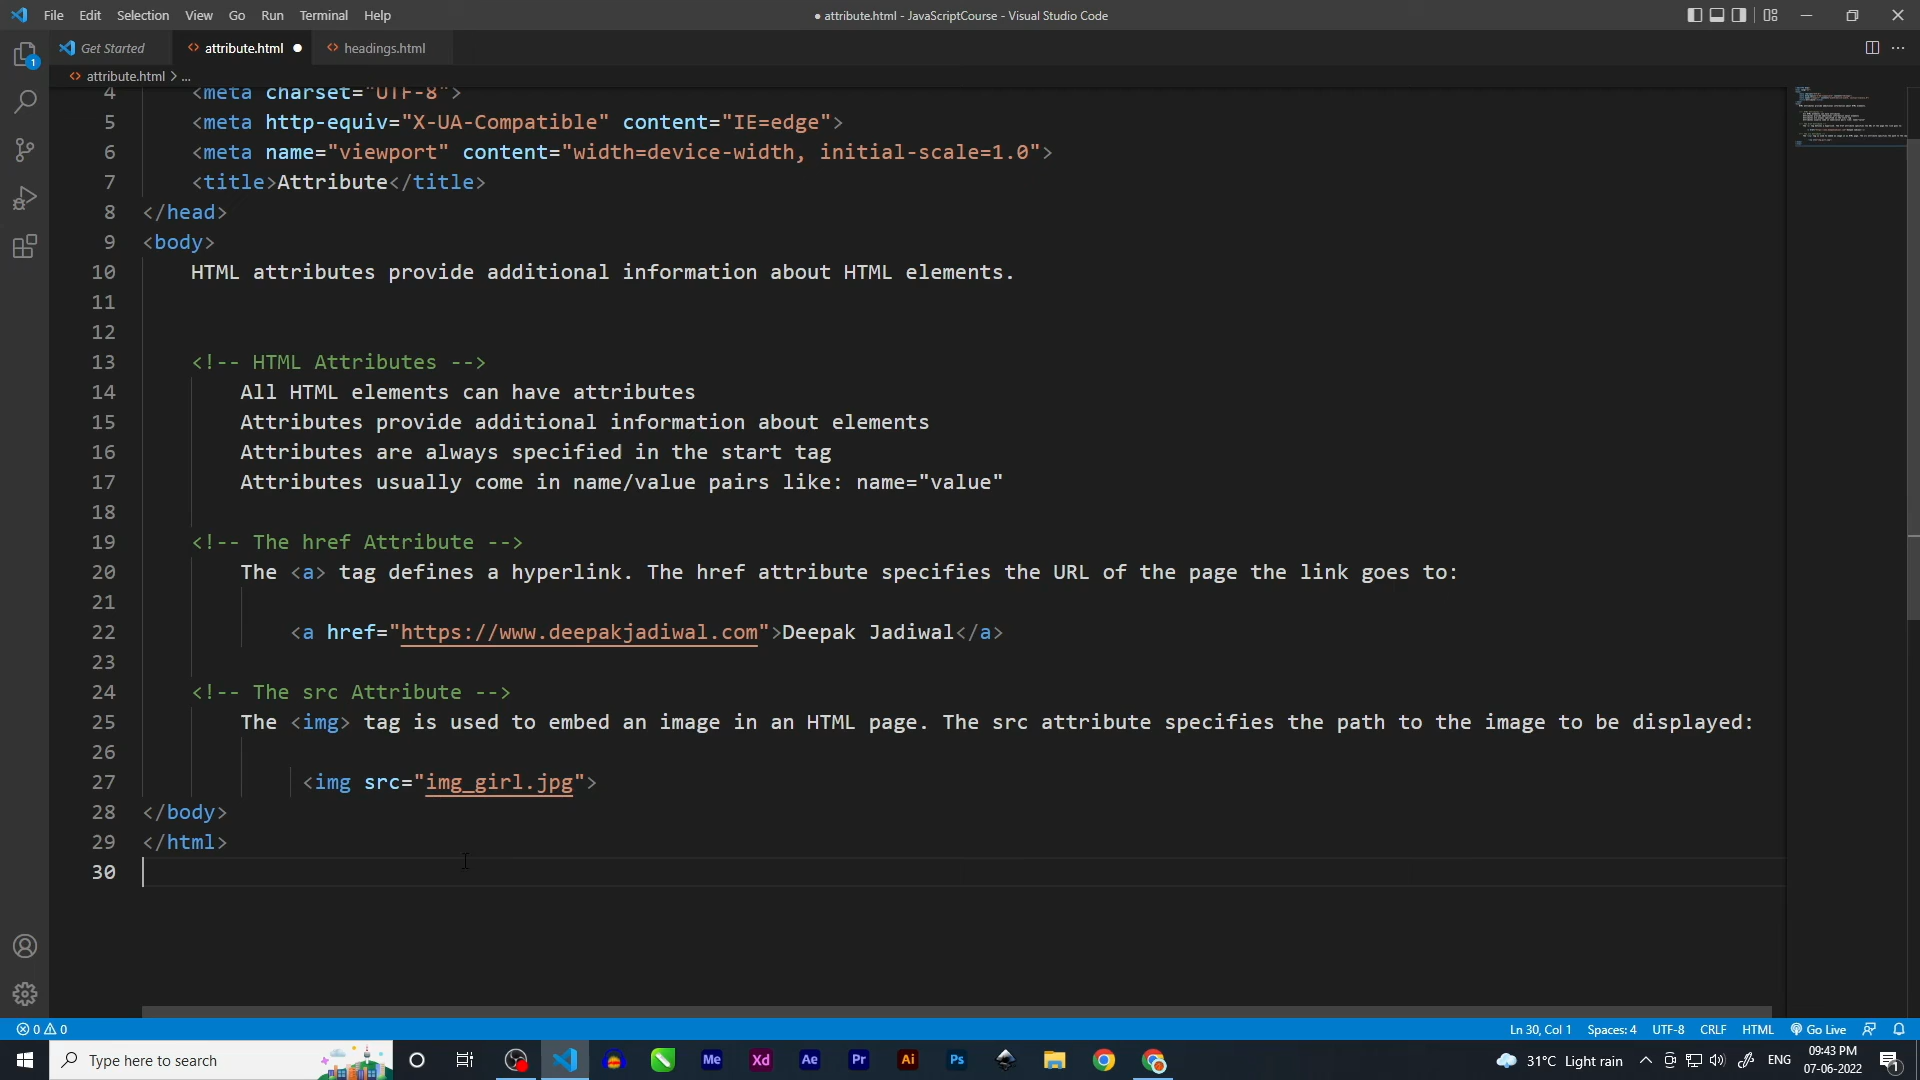 File Edit Selection View Go Run Terminal Help
● attribute.html - JavaScriptCourse - Visual Studio Code
Get Started
attribute.html ●
headings.html
attribute.html > ...
1
4 <meta charset="UTF-8">
5 <meta http-equiv="X-UA-Compatible" content="IE=edge">
6 <meta name="viewport" content="width=device-width, initial-scale=1.0">
7 <title>Attribute</title>
8 </head>
9 <body>
10 HTML attributes provide additional information about HTML elements.
11
12
13 <!-- HTML Attributes -->
14 All HTML elements can have attributes
15 Attributes provide additional information about elements
16 Attributes are always specified in the start tag
17 Attributes usually come in name/value pairs like: name="value"
18
19 <!-- The href Attribute -->
20 The <a> tag defines a hyperlink. The href attribute specifies the URL of the page the link goes to:
21
22 <a href="https://www.deepakjadiwal.com">Deepak Jadiwal</a>
23
24 <!-- The src Attribute -->
25 The <img> tag is used to embed an image in an HTML page. The src attribute specifies the path to the image to be displayed:
26
27 <img src="img_girl.jpg">
28 </body>
29 </html>
30
0 0
Ln 30, Col 1 Spaces: 4 UTF-8 CRLF HTML Go Live
Type here to search
Me Xd Ae Pr Ai Ps
31°C Light rain
ENG
09:43 PM
07-06-2022
1